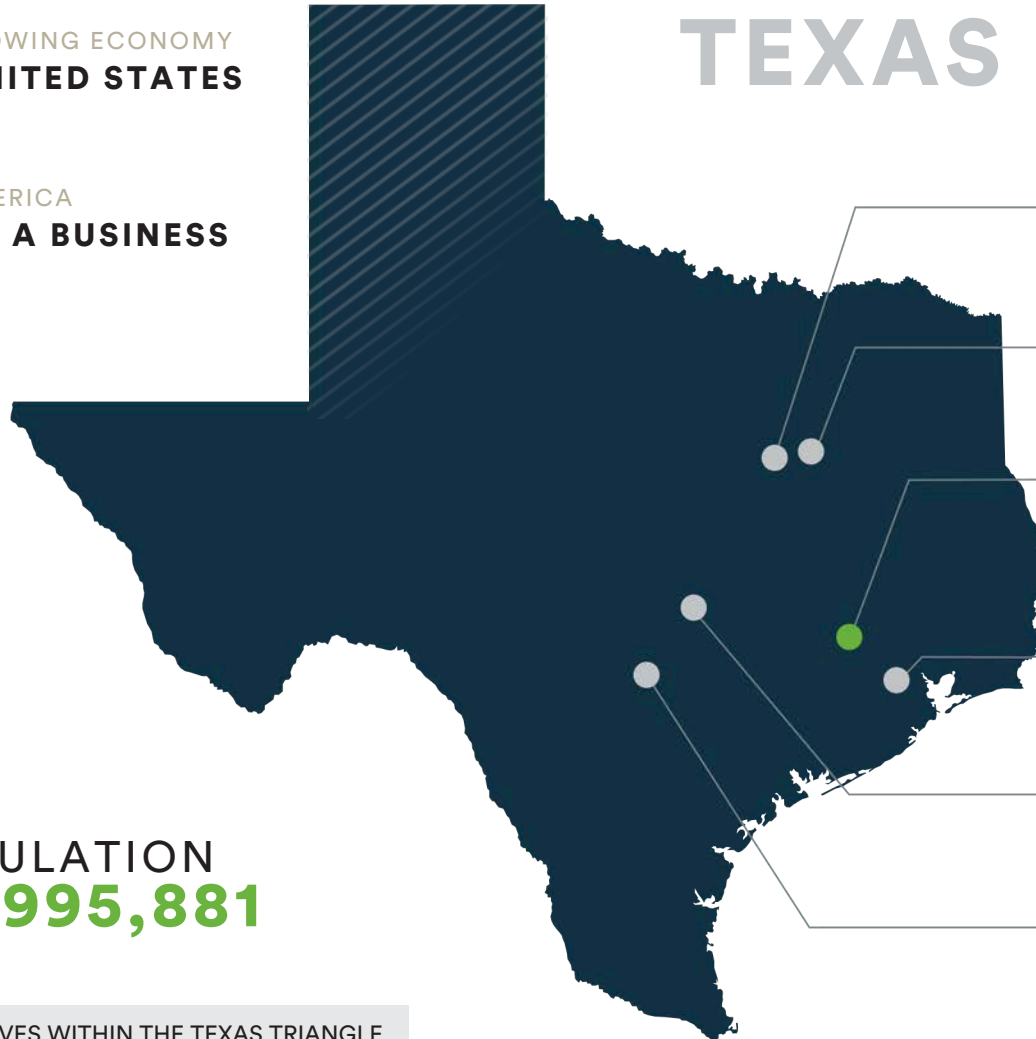 OWING ECONOMY
NITED STATES
TEXAS
ERICA
A BUSINESS
ULATION
995,881
VES WITHIN THE TEXAS TRIANGLE